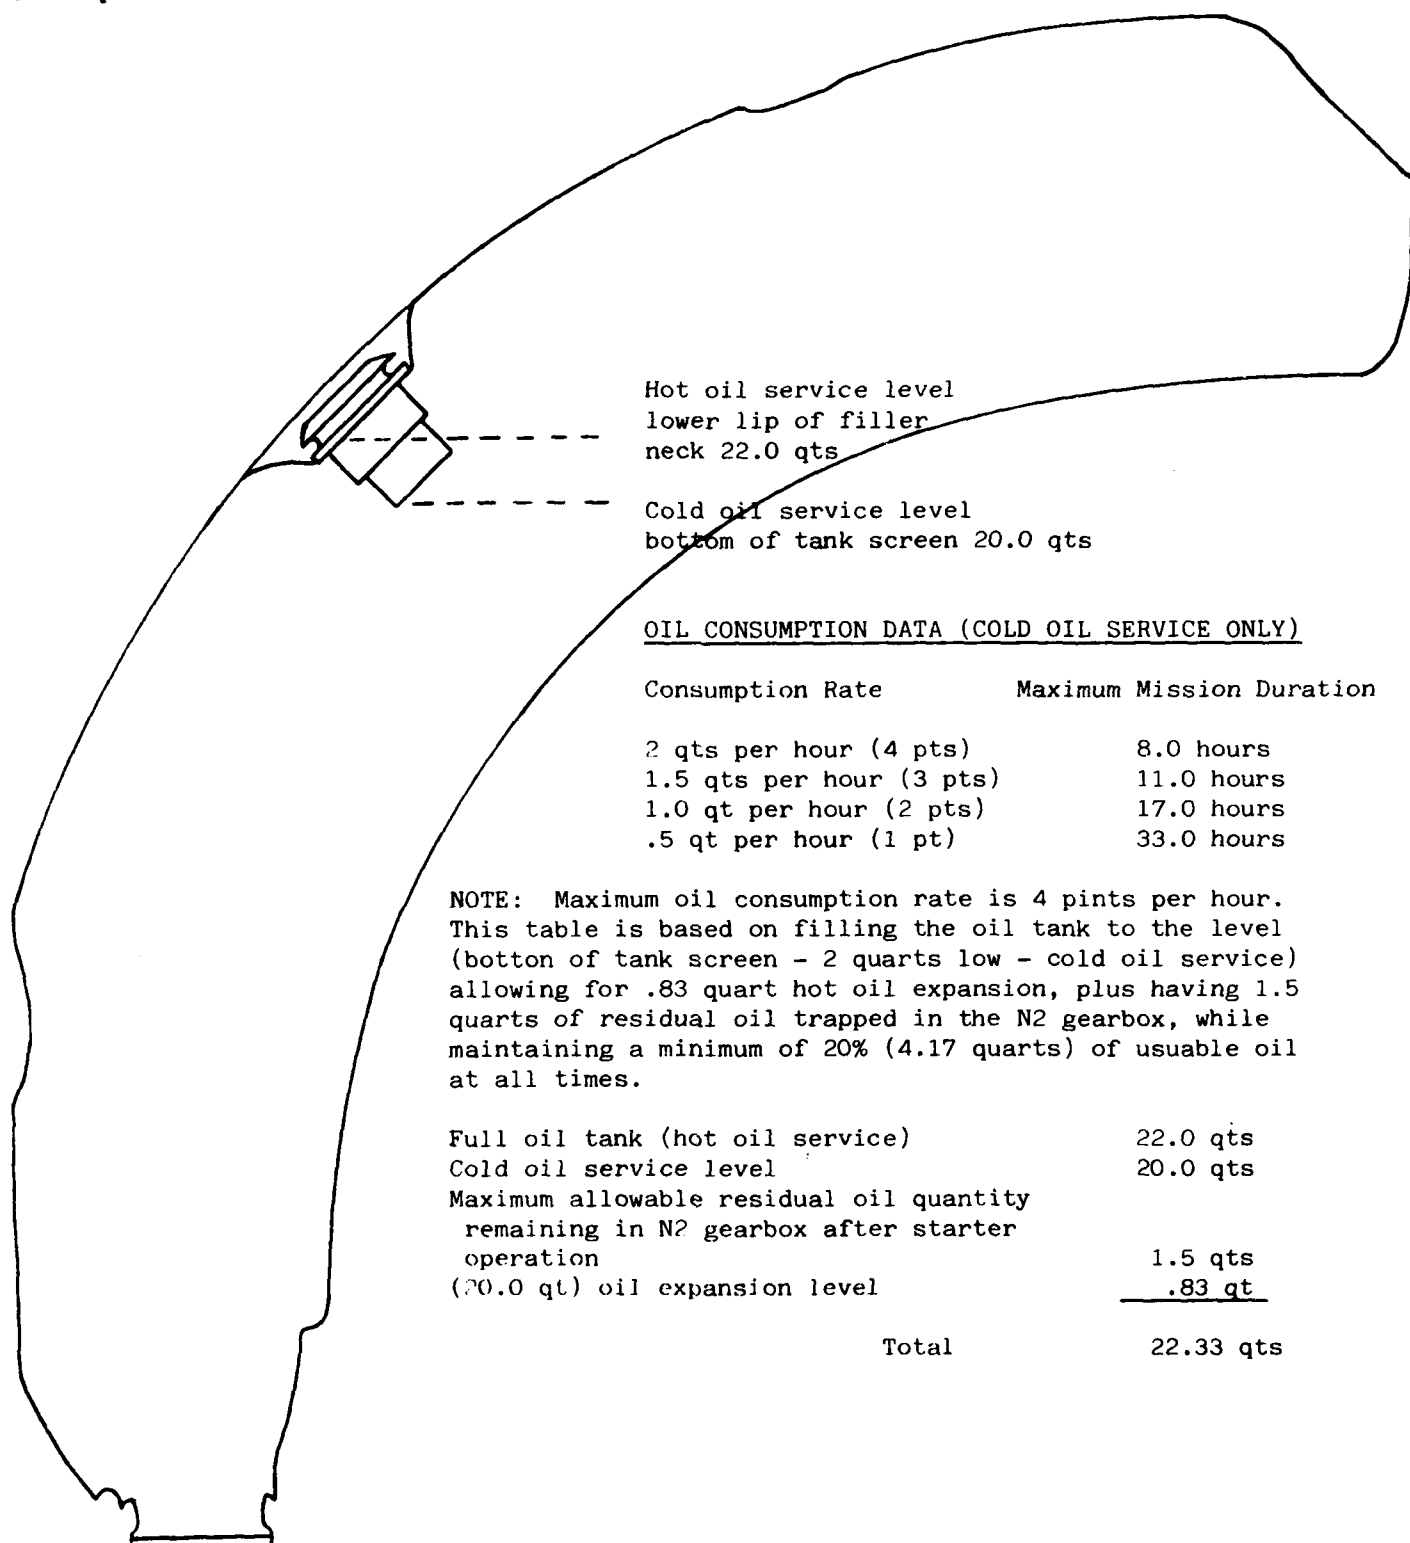 Hot oil service level
lower lip of filler
neck 22.0 qts
Cold oil service level
bottom of tank screen 20.0 qts
OIL CONSUMPTION DATA (COLD OIL SERVICE ONLY)
Consumption Rate Maximum Mission Duration
2 qts per hour (4 pts) 8.0 hours
1.5 qts per hour (3 pts) 11.0 hours
1.0 qt per hour (2 pts) 17.0 hours
.5 qt per hour (1 pt) 33.0 hours
NOTE: Maximum oil consumption rate is 4 pints per hour.
This table is based on filling the oil tank to the level
(botton of tank screen - 2 quarts low - cold oil service)
allowing for .83 quart hot oil expansion, plus having 1.5
quarts of residual oil trapped in the N2 gearbox, while
maintaining a minimum of 20% (4.17 quarts) of usuable oil
at all times.
Full oil tank (hot oil service) 22.0 qts
Cold oil service level 20.0 qts
Maximum allowable residual oil quantity
remaining in N2 gearbox after starter
operation 1.5 qts
(20.0 qt) oil expansion level .83 qt
Total 22.33 qts